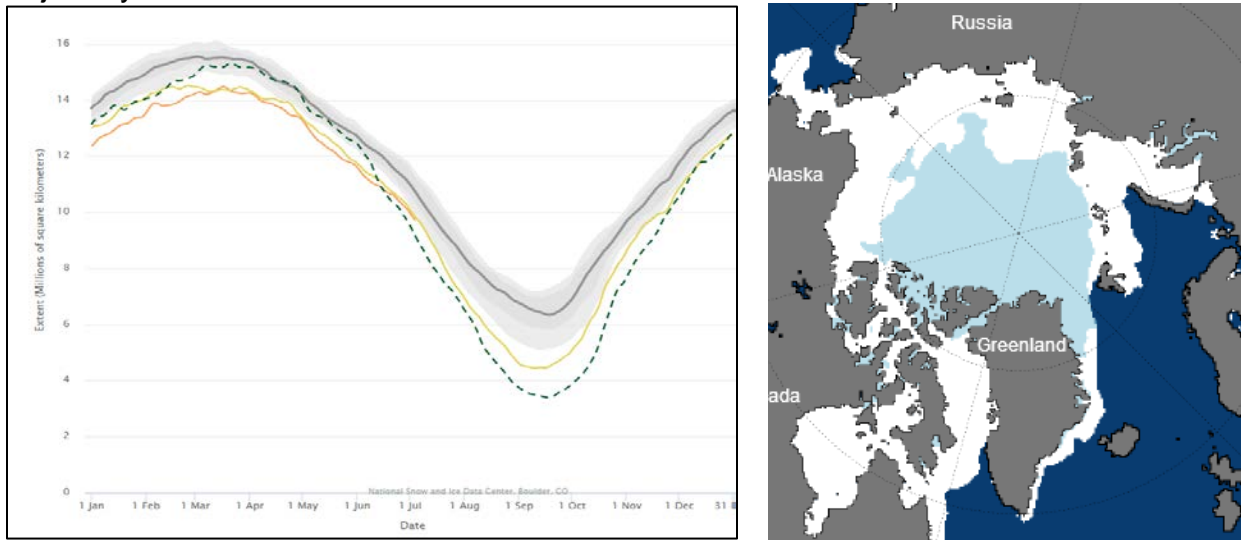 16
14
12
10
8
6
4
2
0
Extent (Millions of square kilometers)
National Snow and Ice Data Center, Boulder, CO
1 Jan 1 Feb 1 Mar 1 Apr 1 May 1 Jun 1 Jul 1 Aug 1 Sep 1 Oct 1 Nov 1 Dec 31
Date
Russia
Alaska
Greenland
ada